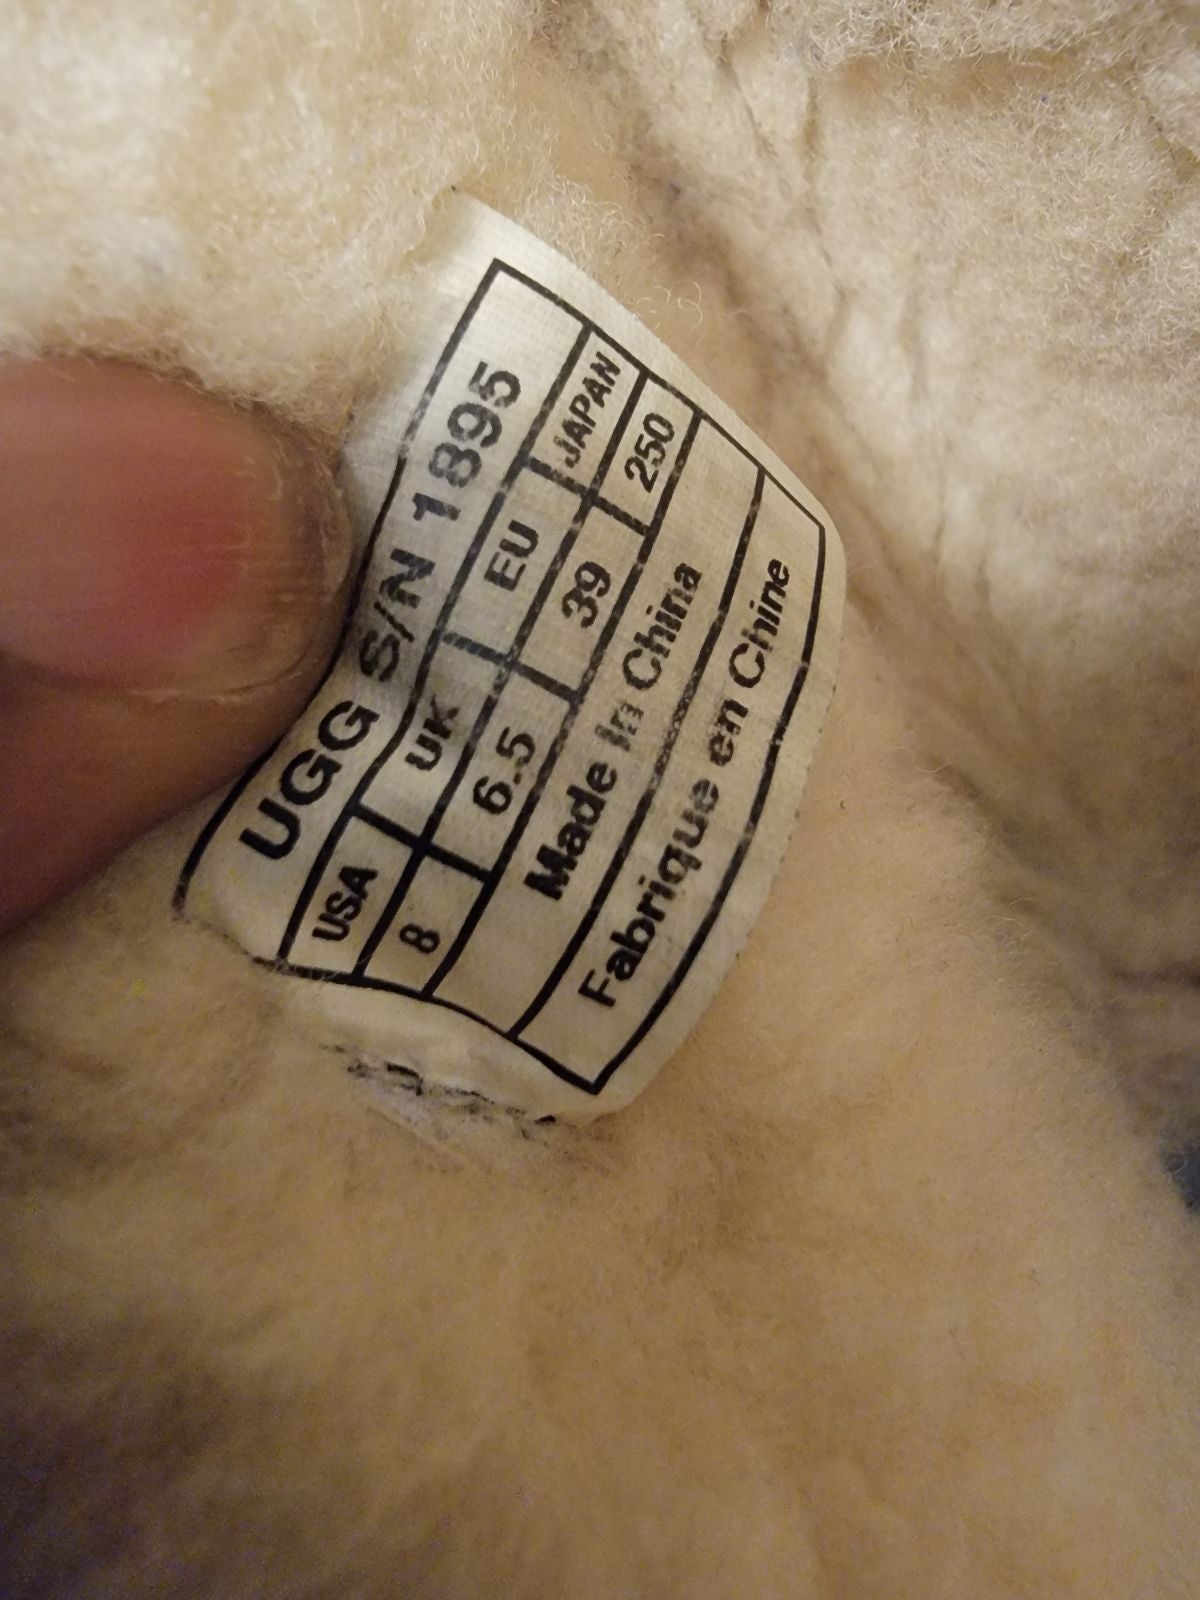 UGG S/N 1895
USA UK EU JAPAN
8 6.5 39 250
Made In China
Fabrique en Chine